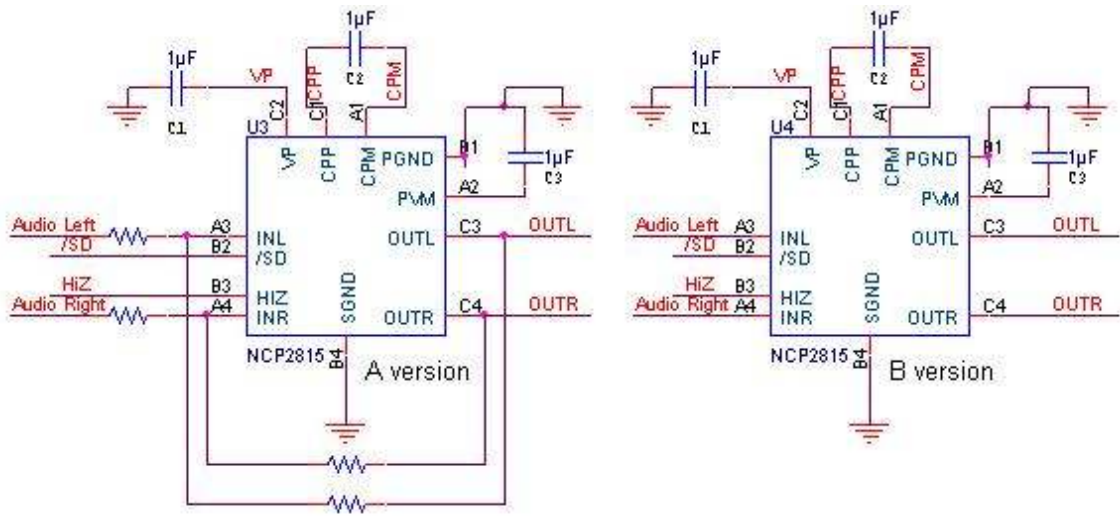 1µF
1µF
VP
CPP
C2
CPM
C1
C2
C1
A1
U3
VP
CPP
CPM
PGND
B1
1µF
C3
PVM
A2
Audio Left
A3
INL
OUTL
C3
OUTL
/SD
B2
/SD
HiZ
B3
HIZ
Audio Right
A4
INR
SGND
OUTR
C4
OUTR
NCP2815
B4
A version
1µF
1µF
VP
CPP
C2
CPM
C1
C2
C1
A1
U4
VP
CPP
CPM
PGND
B1
1µF
C3
PVM
A2
Audio Left
A3
INL
OUTL
C3
OUTL
/SD
B2
/SD
HiZ
B3
HIZ
Audio Right
A4
INR
SGND
OUTR
C4
OUTR
NCP2815
B4
B version